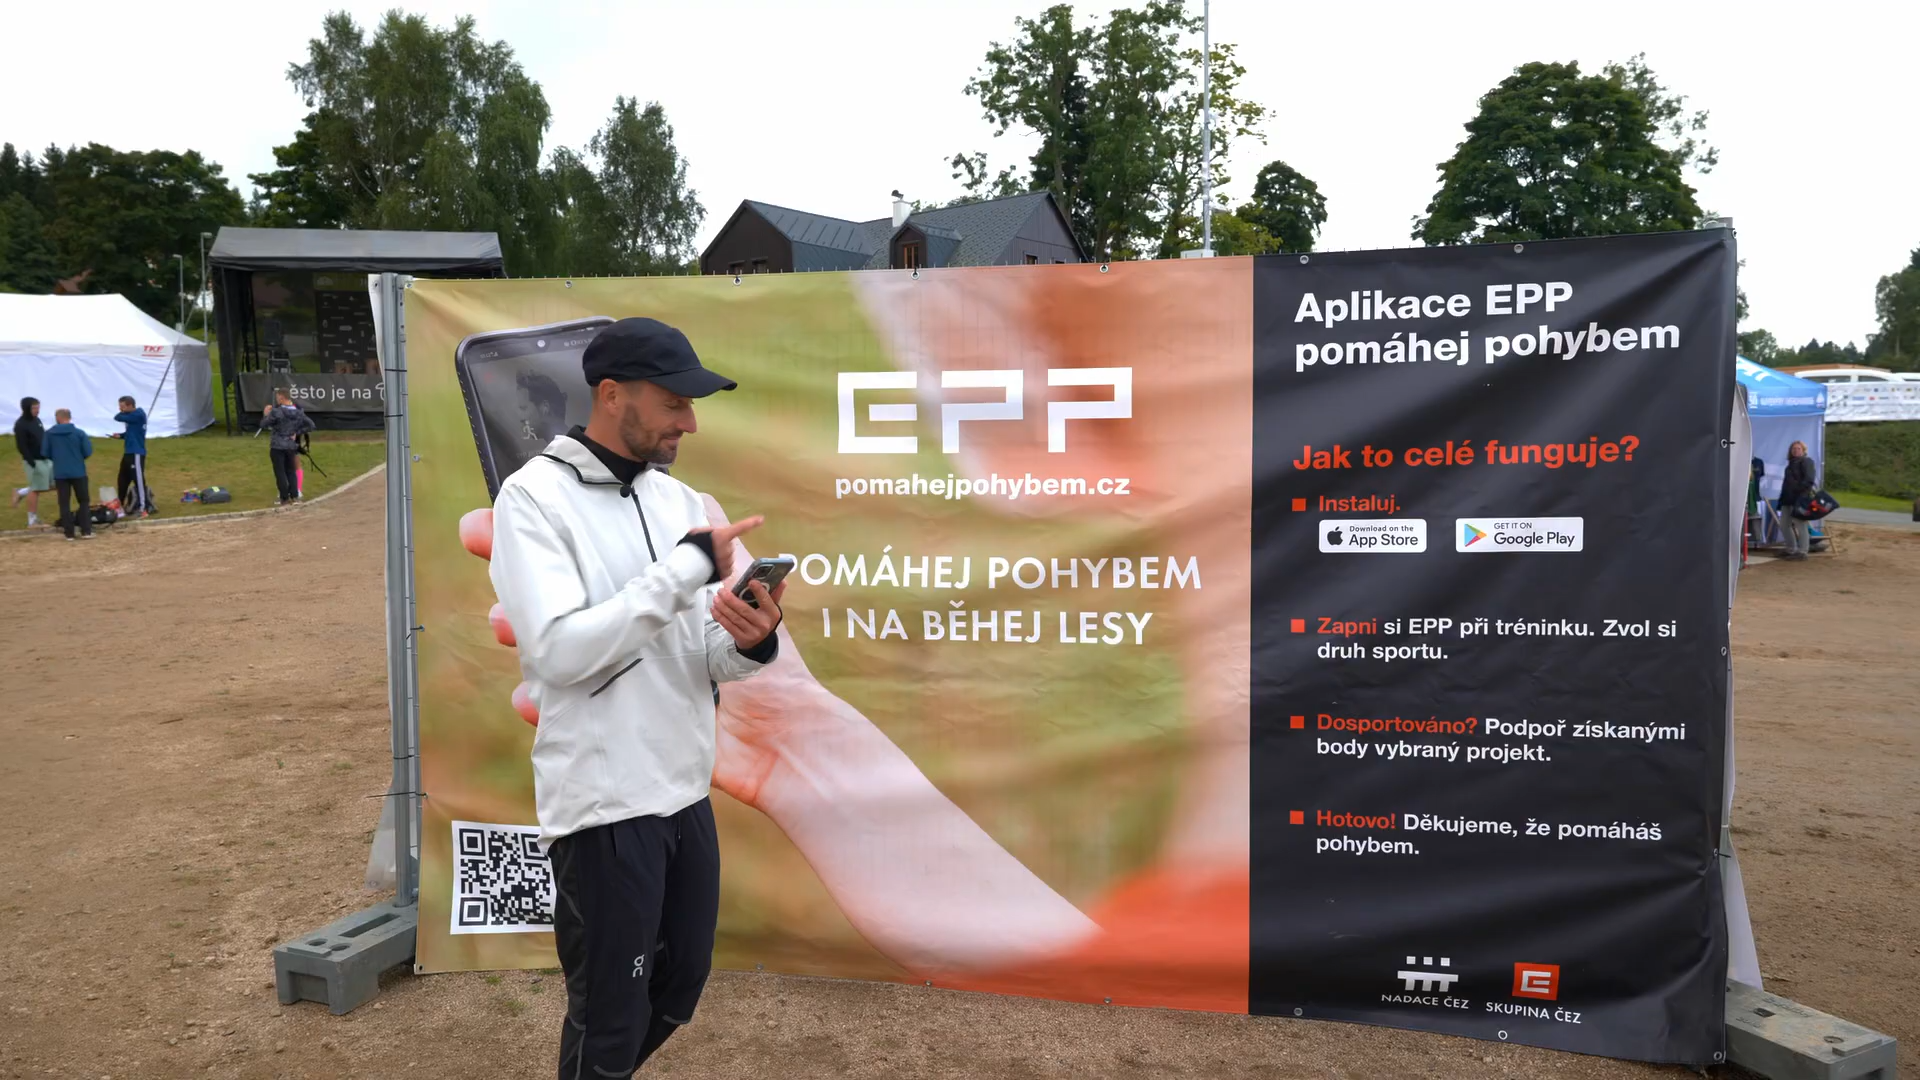 TKF
ěsto je na
EPP
pomahejpohybem.cz
POMÁHEJ POHYBEM
I NA BĚHEJ LESY
Aplikace EPP
pomáhej pohybem
Jak to celé funguje?
Instaluj.
Download on the
App Store
GET IT ON
Google Play
Zapni si EPP při tréninku. Zvol si
druh sportu.
Dosportováno? Podpoř získanými
body vybraný projekt.
Hotovo! Děkujeme, že pomáháš
pohybem.
NADACE ČEZ
SKUPINA ČEZ